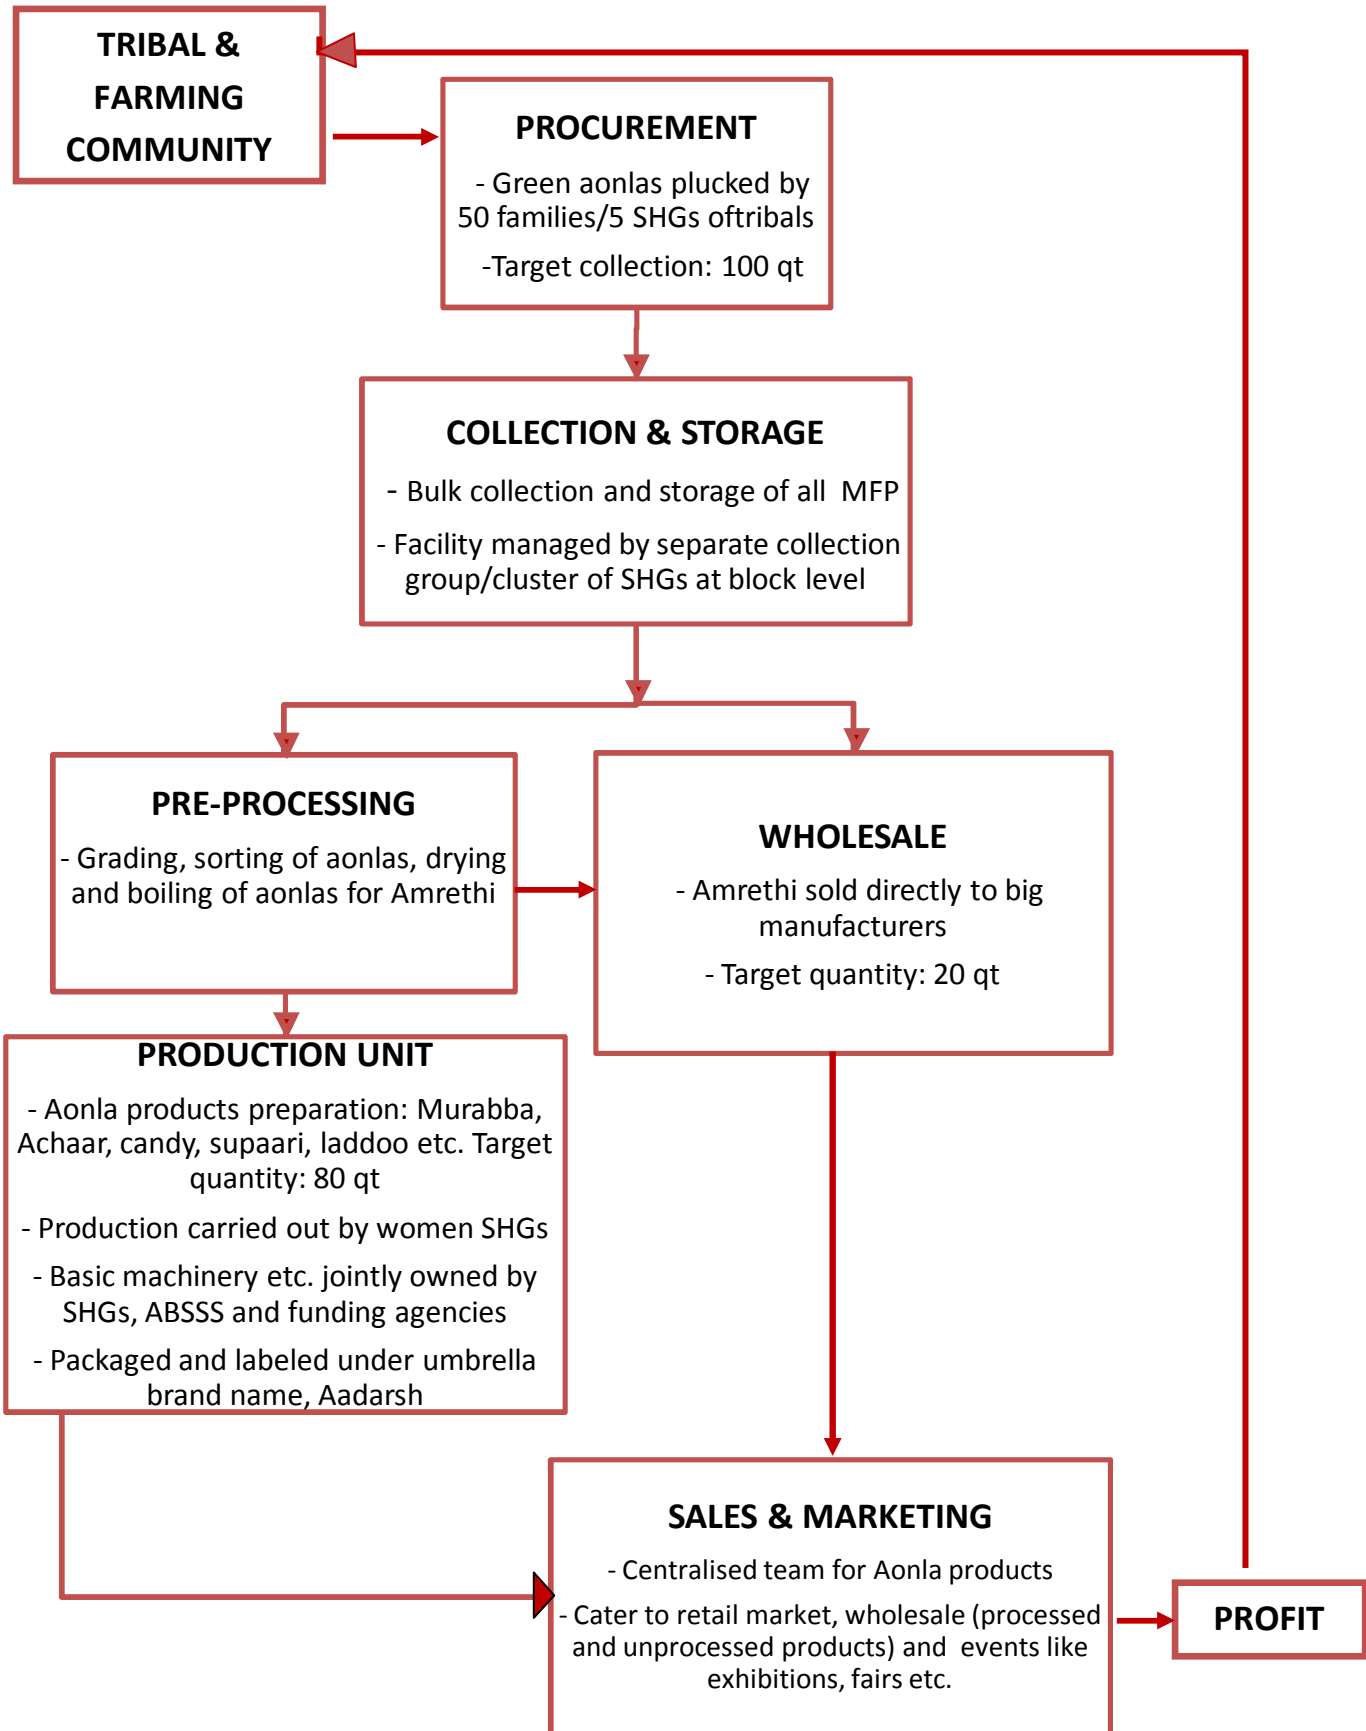 TRIBAL &
FARMING
COMMUNITY
PROCUREMENT
- Green aonlas plucked by
50 families/5 SHGs oftribals
-Target collection: 100 qt
COLLECTION & STORAGE
- Bulk collection and storage of all MFP
- Facility managed by separate collection
group/cluster of SHGs at block level
PRE-PROCESSING
- Grading, sorting of aonlas, drying
and boiling of aonlas for Amrethi
WHOLESALE
- Amrethi sold directly to big
manufacturers
- Target quantity: 20 qt
PRODUCTION UNIT
- Aonla products preparation: Murabba,
Achaar, candy, supaari, laddoo etc. Target
quantity: 80 qt
- Production carried out by women SHGs
- Basic machinery etc. jointly owned by
SHGs, ABSSS and funding agencies
- Packaged and labeled under umbrella
brand name, Aadarsh
SALES & MARKETING
- Centralised team for Aonla products
- Cater to retail market, wholesale (processed
and unprocessed products) and events like
exhibitions, fairs etc.
PROFIT